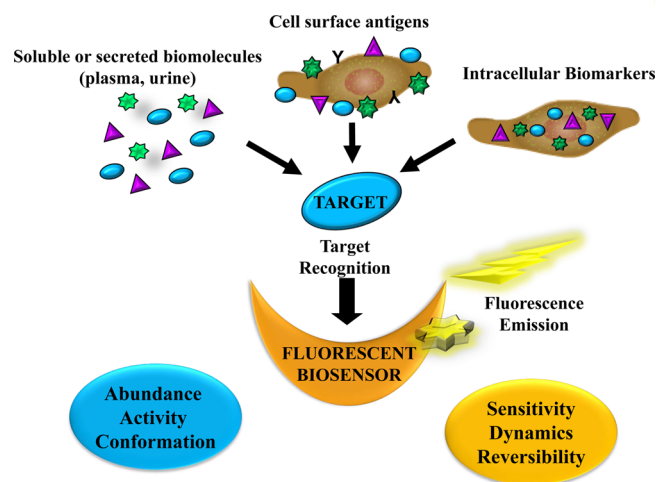 Cell surface antigens
Soluble or secreted biomolecules
(plasma, urine)
Intracellular Biomarkers
TARGET
Target
Recognition
Fluorescence
Emission
FLUORESCENT
BIOSENSOR
Abundance
Activity
Conformation
Sensitivity
Dynamics
Reversibility